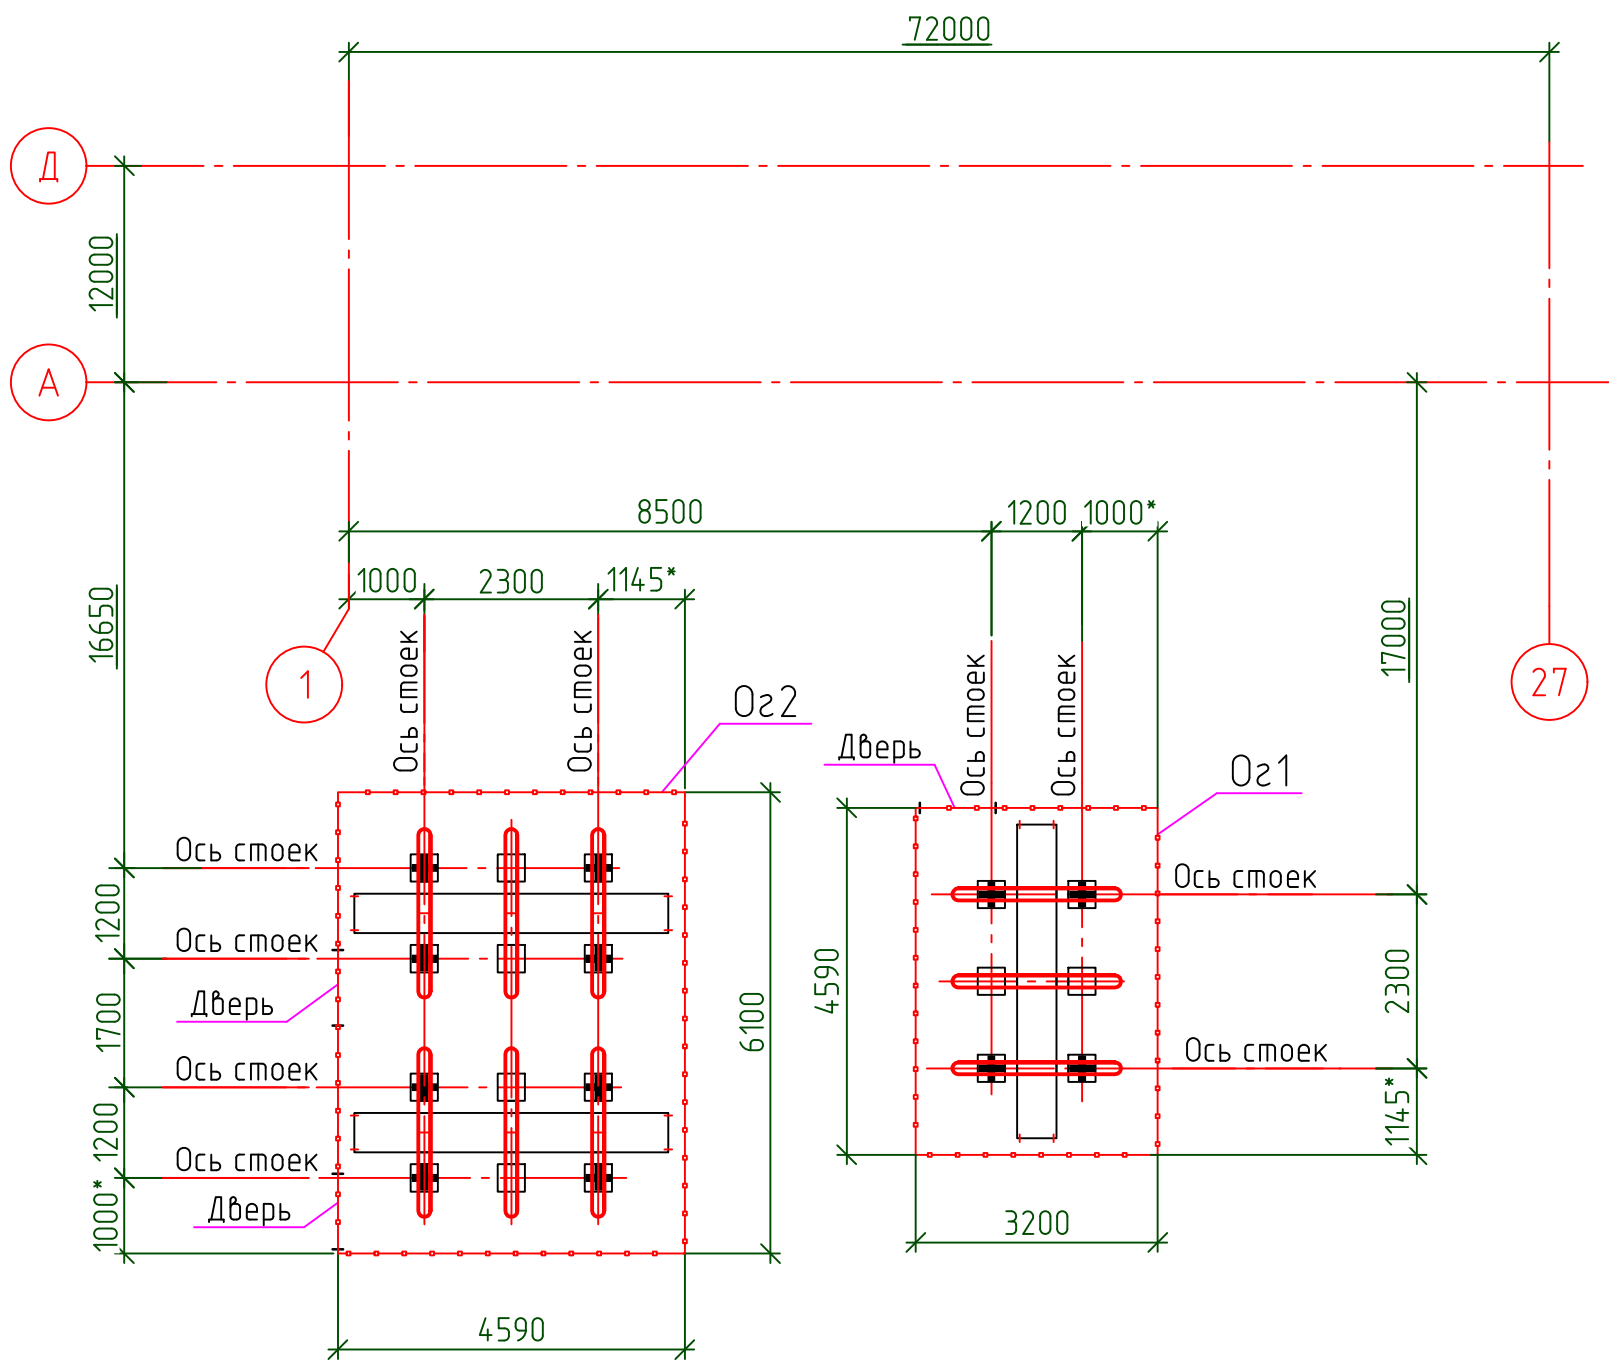 72000
Д
12000
А
8500
1200
1000*
1000
2300
1145*
16650
17000
1
27
Ось стоек
Ось стоек
Ось стоек
Ось стоек
Ог2
Дверь
Ог1
Ось стоек
Ось стоек
1200
Ось стоек
4590
2300
Дверь
1700
6100
Ось стоек
Ось стоек
1145*
1200
Ось стоек
Дверь
1000*
3200
4590